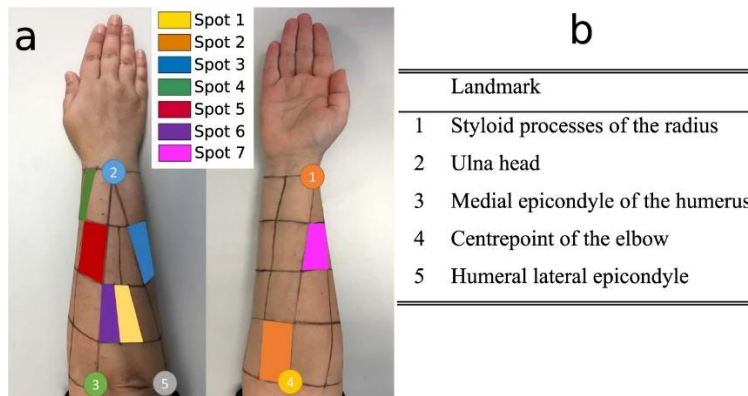 a
Spot 1
Spot 2
Spot 3
Spot 4
Spot 5
Spot 6
Spot 7
2
3
5
1
4
b
Landmark
1 Styloid processes of the radius
2 Ulna head
3 Medial epicondyle of the humerus
4 Centrepoint of the elbow
5 Humeral lateral epicondyle